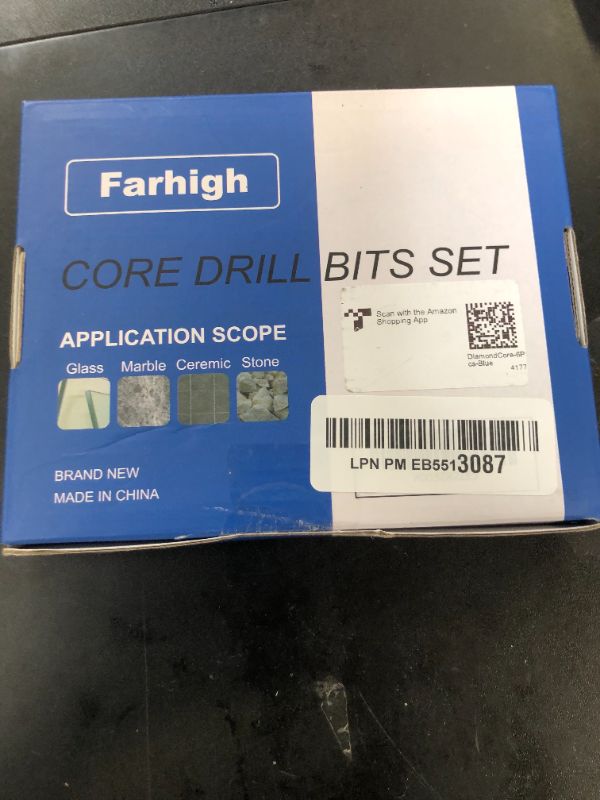 Farhigh
CORE DRILL BITS SET
Scan with the Amazon
Shopping App
DiamondCore-6P
cs-Blue
4177
APPLICATION SCOPE
Glass Marble Ceremic Stone
LPN PM EB5513087
BRAND NEW
MADE IN CHINA